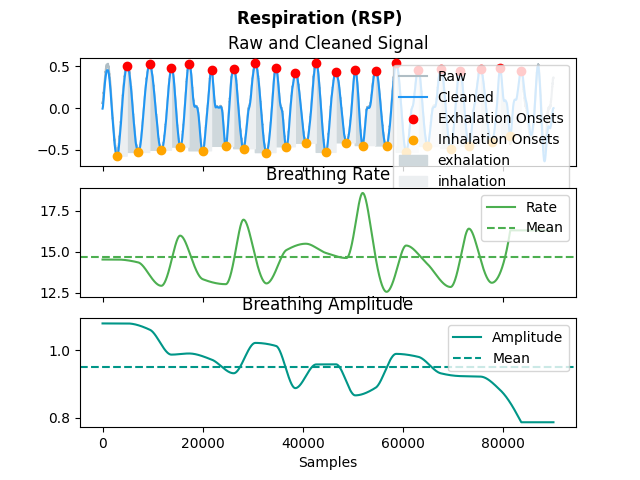 Respiration (RSP)
Raw and Cleaned Signal
0.5
0.0
−0.5
Raw
Cleaned
Exhalation Onsets
Inhalation Onsets
exhalation
inhalation
Breathing Rate
17.5
15.0
12.5
Rate
Mean
Breathing Amplitude
1.0
0.8
Amplitude
Mean
0 20000 40000 60000 80000
Samples